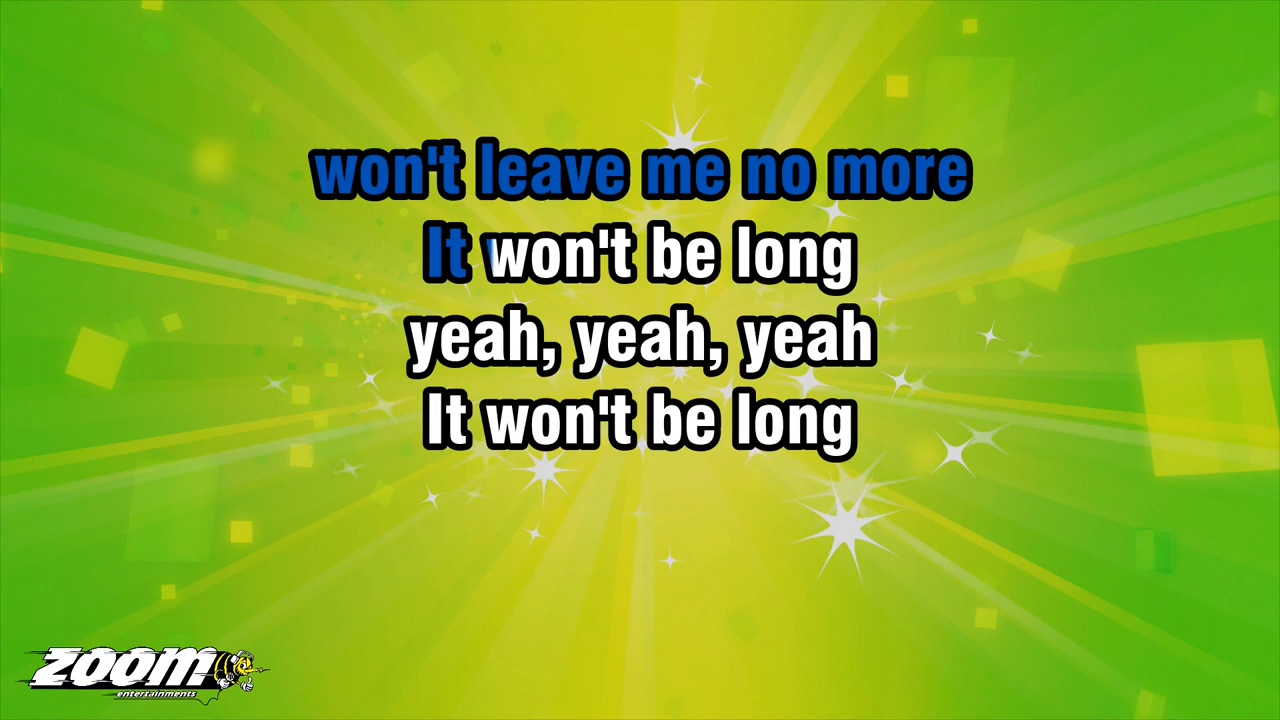 won't leave me no more
It won't be long
yeah, yeah, yeah
It won't be long
zoom
entertainments